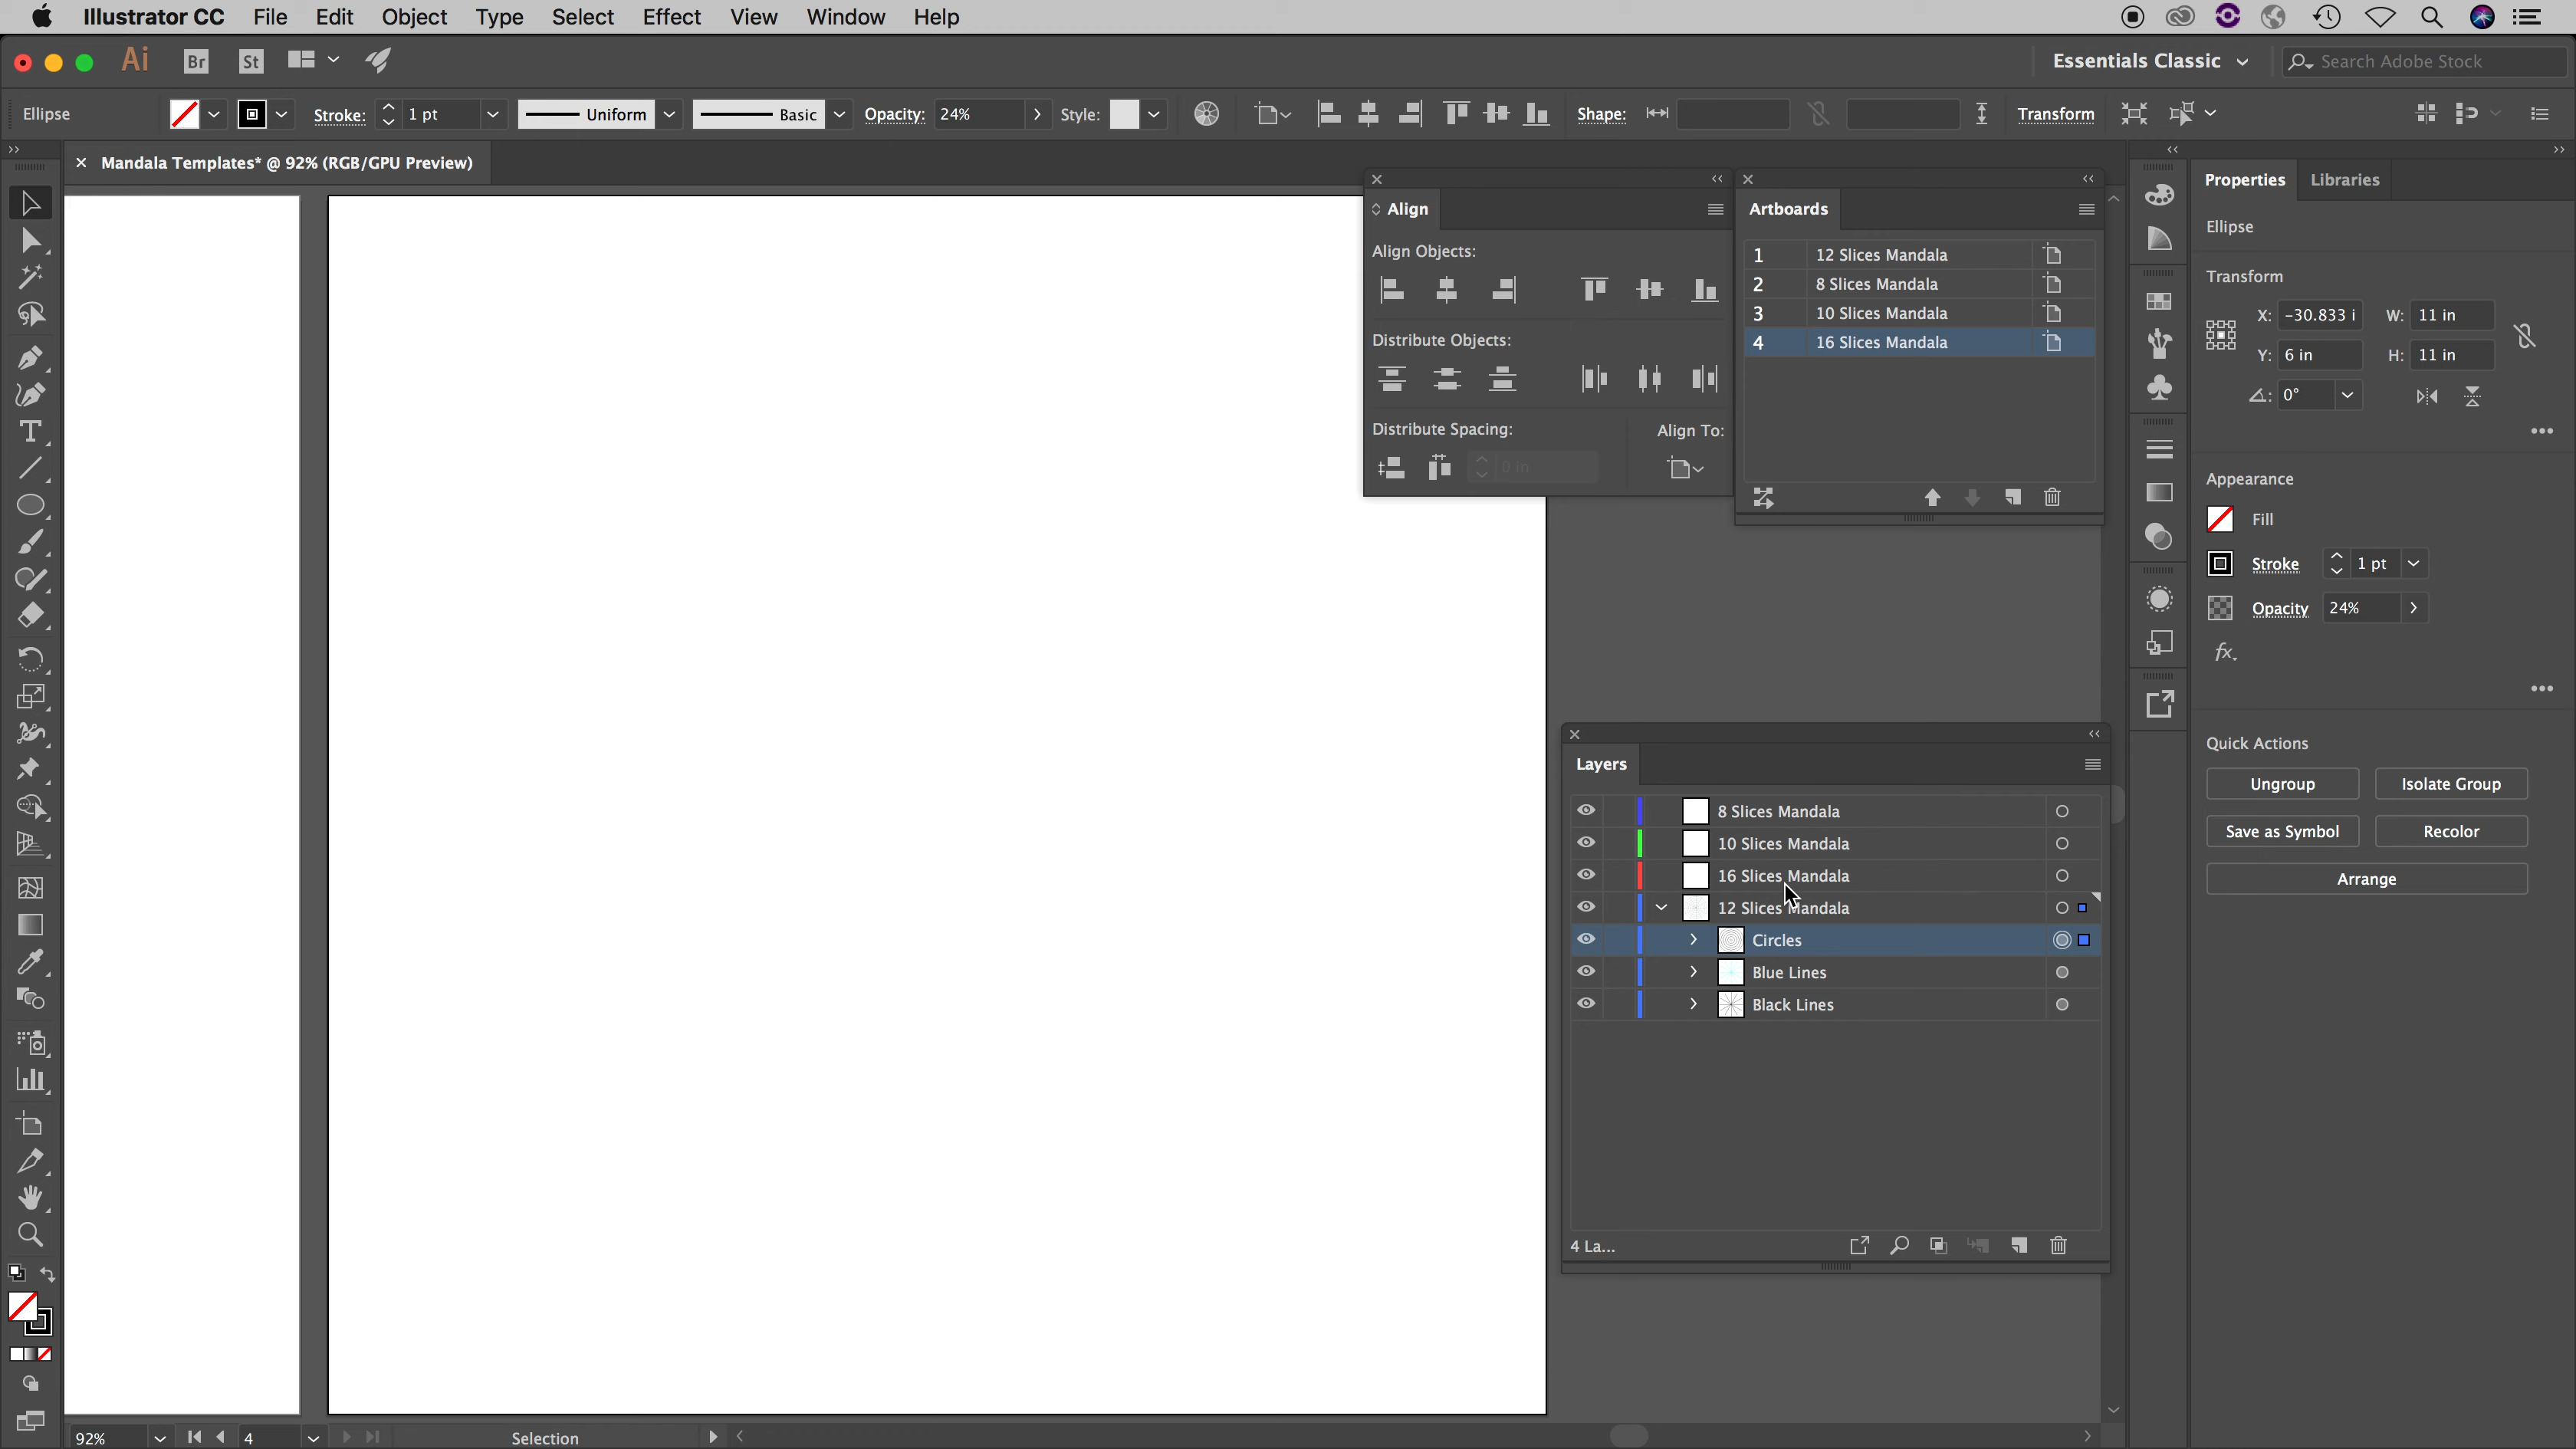 Illustrator CC File Edit Object Type Select Effect View Window Help
Ai Br St Essentials Classic Search Adobe Stock
Ellipse Stroke: 1 pt Uniform Basic Opacity: 24% Style: Shape: Transform
Mandala Templates* @ 92% (RGB/GPU Preview)
Align
Align Objects:
Distribute Objects:
Distribute Spacing: Align To:
0 in
Artboards
1 12 Slices Mandala
2 8 Slices Mandala
3 10 Slices Mandala
4 16 Slices Mandala
Layers
8 Slices Mandala
10 Slices Mandala
16 Slices Mandala
12 Slices Mandala
Circles
Blue Lines
Black Lines
4 La...
Properties Libraries
Ellipse
Transform
X: -30.833 i W: 11 in
Y: 6 in H: 11 in
0°
Appearance
Fill
Stroke 1 pt
Opacity 24%
fx
Quick Actions
Ungroup Isolate Group
Save as Symbol Recolor
Arrange
92% 4 Selection